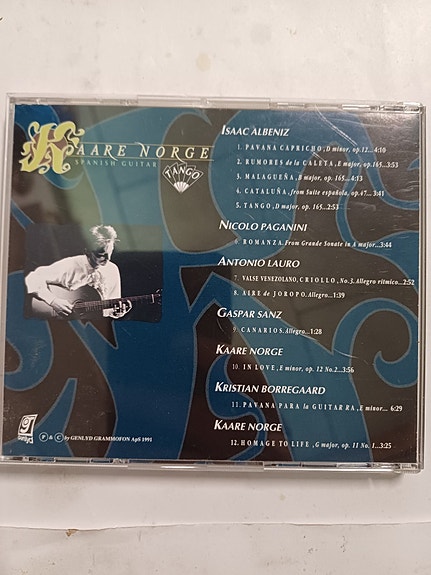 KAARE NORGE
SPANISH GUITAR
TANGO
ISAAC ALBENIZ
1. PAVANA CAPRICHO, D minor, op.12... 4:10
2. RUMORES de la CALETA, E major, op.165...3:53
3. MALAGUEÑA, B major, op. 165... 4:13
4. CATALUÑA, from Suite española, op.47... 3:41
5. TANGO, D major, op. 165...2:53
NICOLO PAGANINI
6. ROMANZA, from Grande Sonate in A major...3:44
ANTONIO LAURO
7. VALSE VENEZOLANO, CRIOLLO, No.3. Allegro ritmico...2:52
8. AIRE de JOROPO. Allegro...1:39
GASPAR SANZ
9. CANARIOS. Allegro...1:28
KAARE NORGE
10. IN LOVE, E minor, op. 12 No.2...3:56
KRISTIAN BORREGAARD
11. PAVANA PARA la GUITARRA, E minor... 6:29
KAARE NORGE
12. HOMAGE TO LIFE, G major, op. 11 No. 1...3:25
genlyd
P & C by GENLYD GRAMMOFON ApS 1991